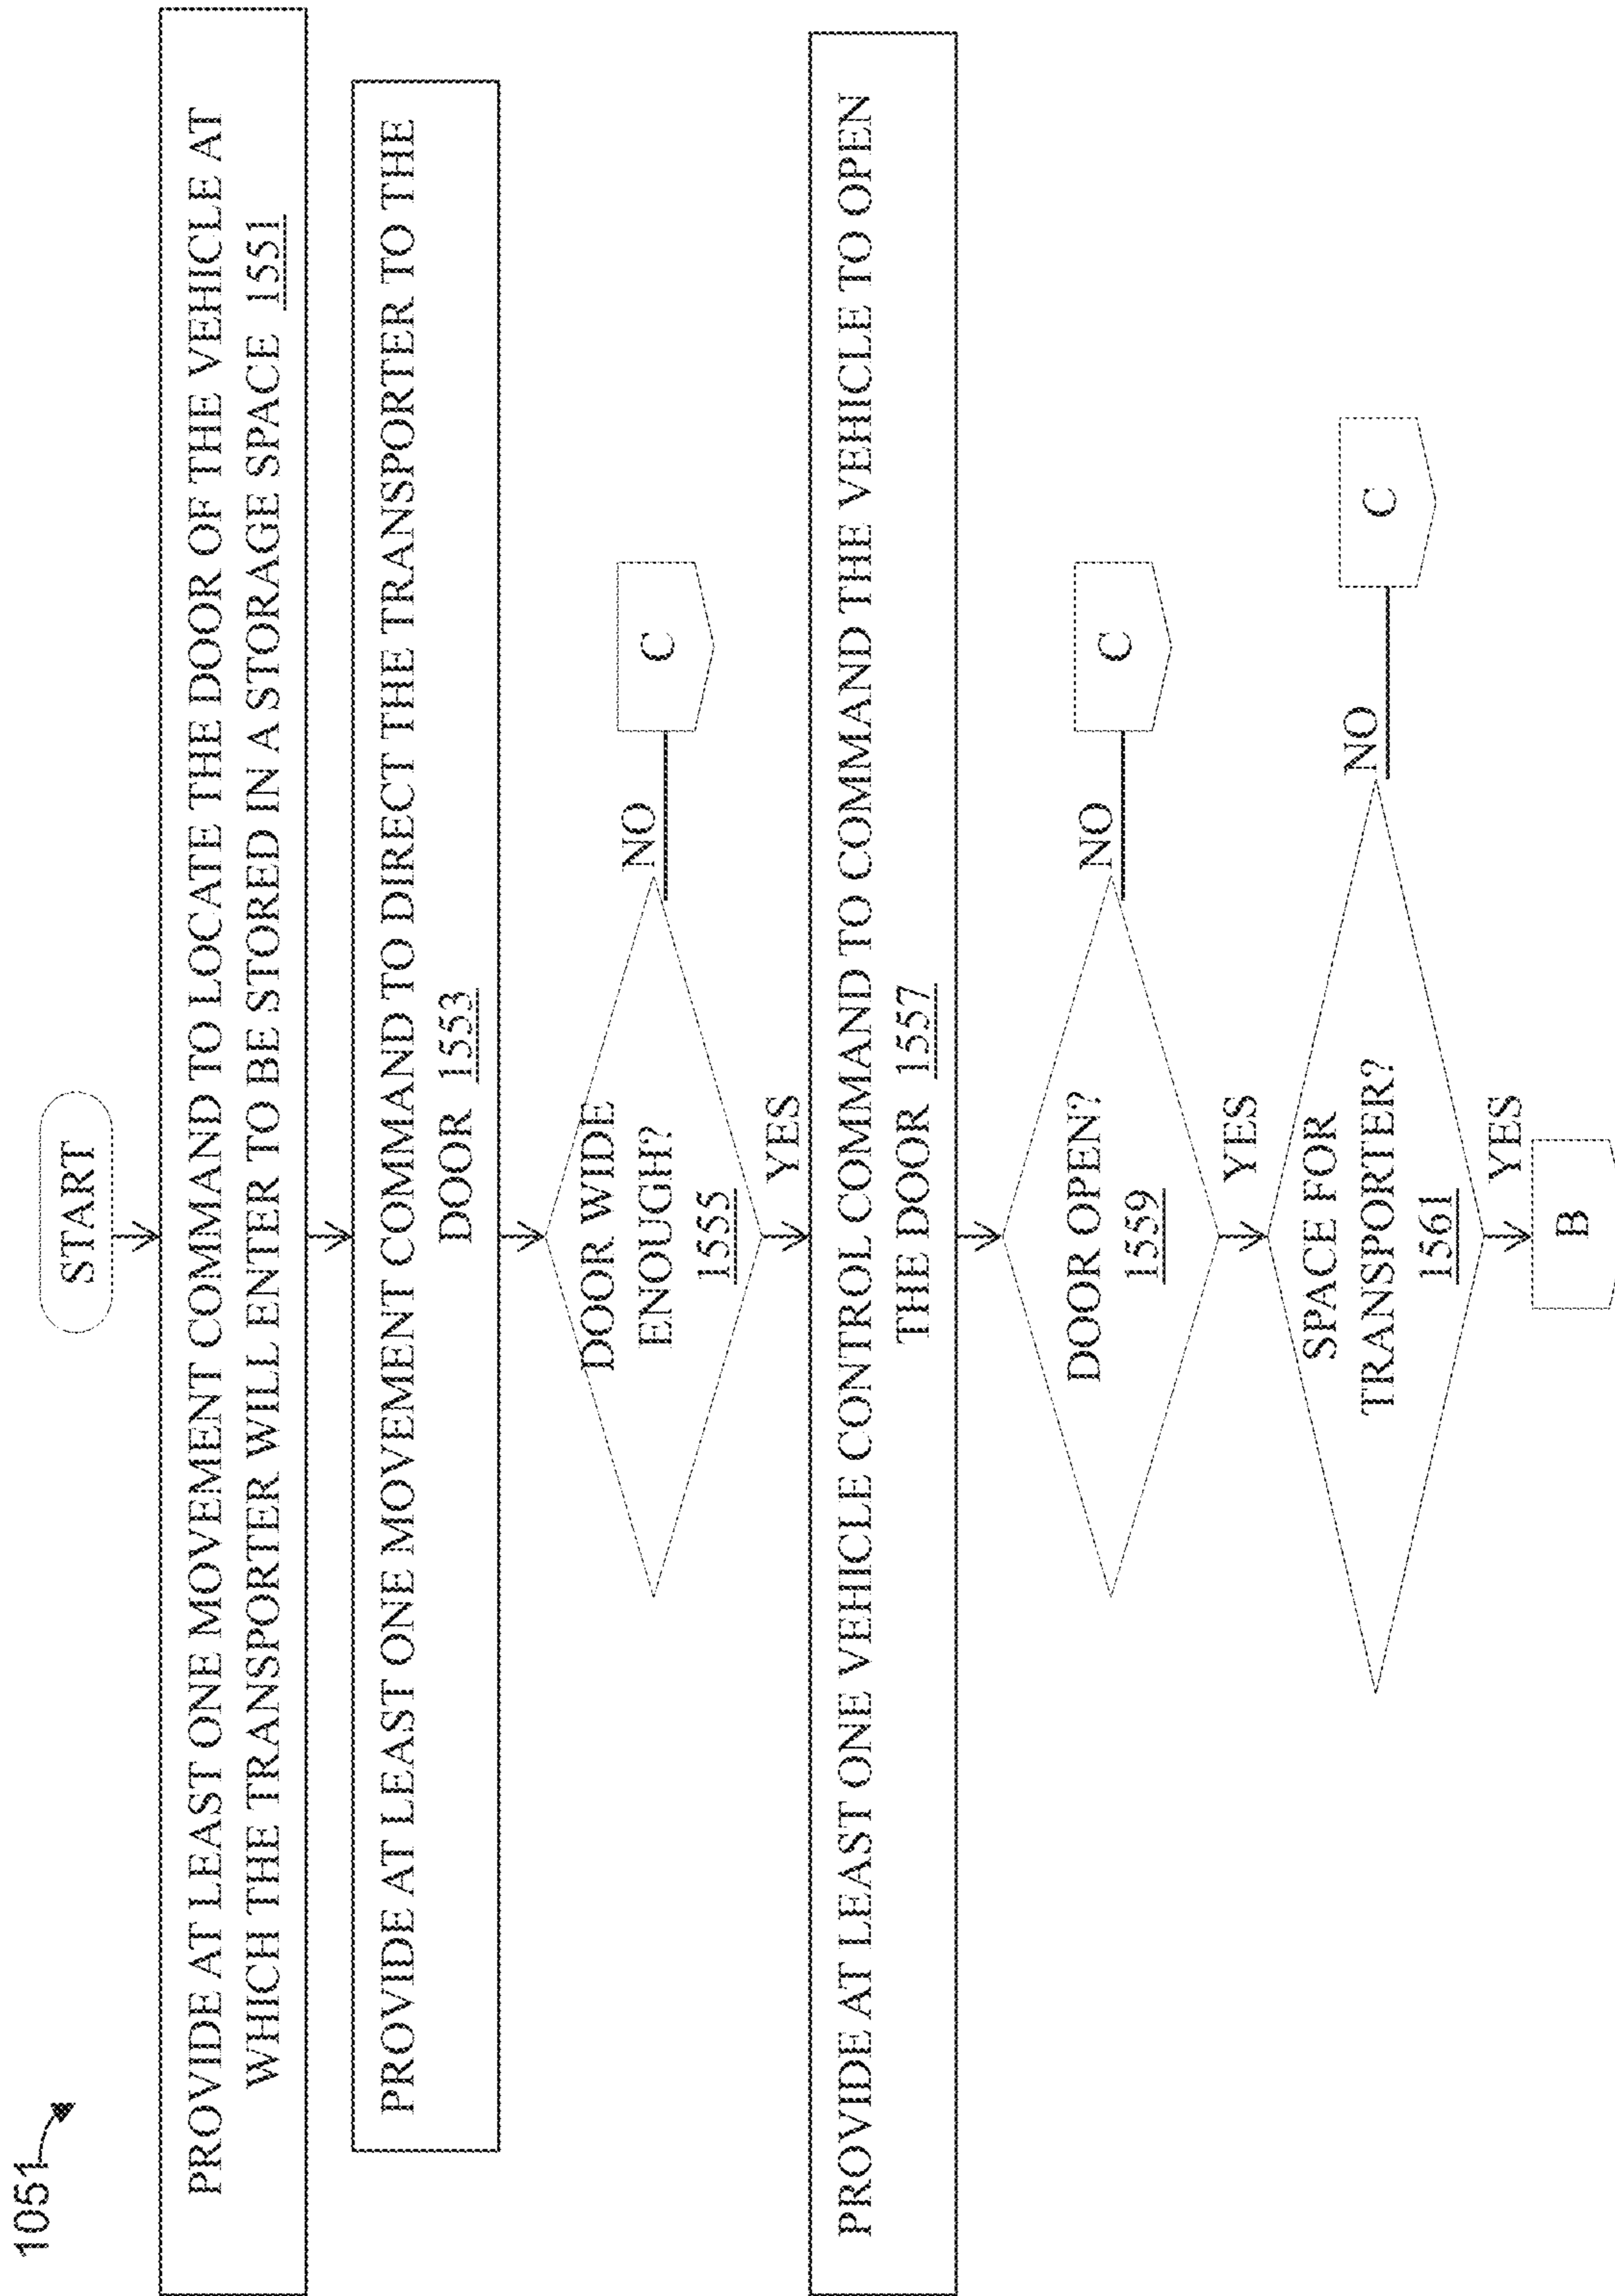 1051
START
PROVIDE AT LEAST ONE MOVEMENT COMMAND TO LOCATE THE DOOR OF THE VEHICLE AT
WHICH THE TRANSPORTER WILL ENTER TO BE STORED IN A STORAGE SPACE 1551
PROVIDE AT LEAST ONE MOVEMENT COMMAND TO DIRECT THE TRANSPORTER TO THE
DOOR 1553
DOOR WIDE
ENOUGH?
1555
NO
C
YES
PROVIDE AT LEAST ONE VEHICLE CONTROL COMMAND TO COMMAND THE VEHICLE TO OPEN
THE DOOR 1557
DOOR OPEN?
1559
NO
C
YES
SPACE FOR
TRANSPORTER?
1561
NO
C
YES
B